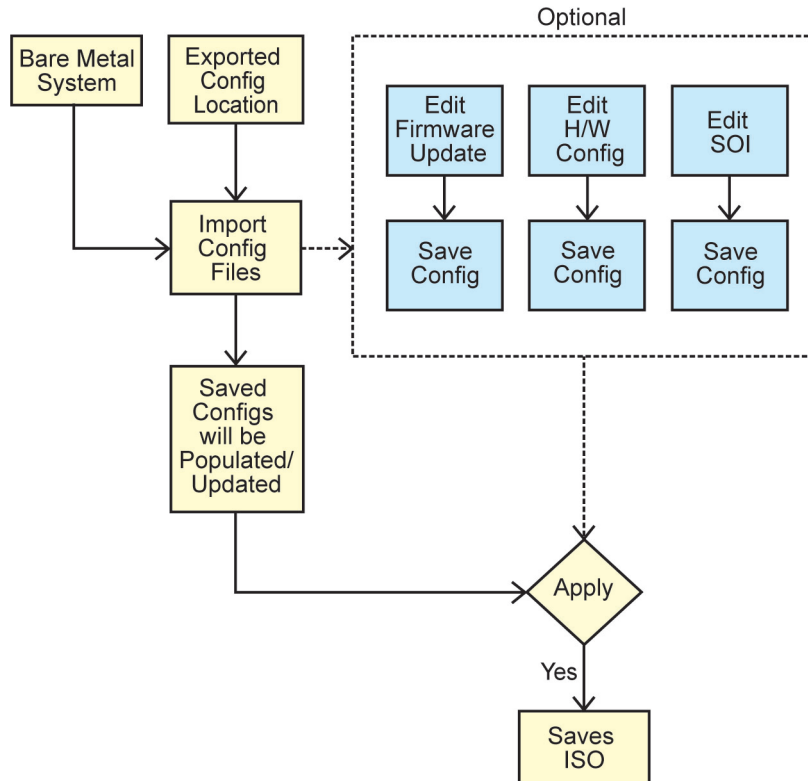 Optional
Bare Metal
System
Exported
Config
Location
Edit
Firmware
Update
Edit
H/W
Config
Edit
SOI
Import
Config
Files
Save
Config
Save
Config
Save
Config
Saved
Configs
will be
Populated/
Updated
Apply
Yes
Saves
ISO